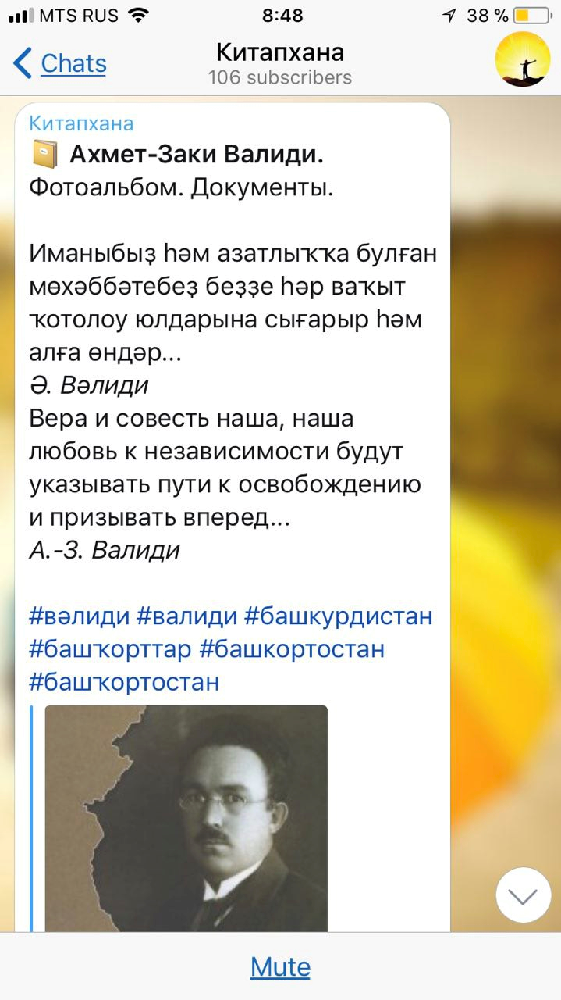 MTS RUS 8:48 38 %
Chats
Китапхана
106 subscribers
Китапхана
Ахмет-Заки Валиди.
Фотоальбом. Документы.
Иманыбыҙ һәм азатлыҡҡа булған
мөхәббәтебеҙ беҙҙе һәр ваҡыт
ҡотолоу юлдарына сығарыр һәм
алға өндәр...
Ә. Вәлиди
Вера и совесть наша, наша
любовь к независимости будут
указывать пути к освобождению
и призывать вперед...
А.-З. Валиди
#вәлиди #валиди #башкурдистан
#башҡорттар #башкортостан
#башҡортостан
Mute